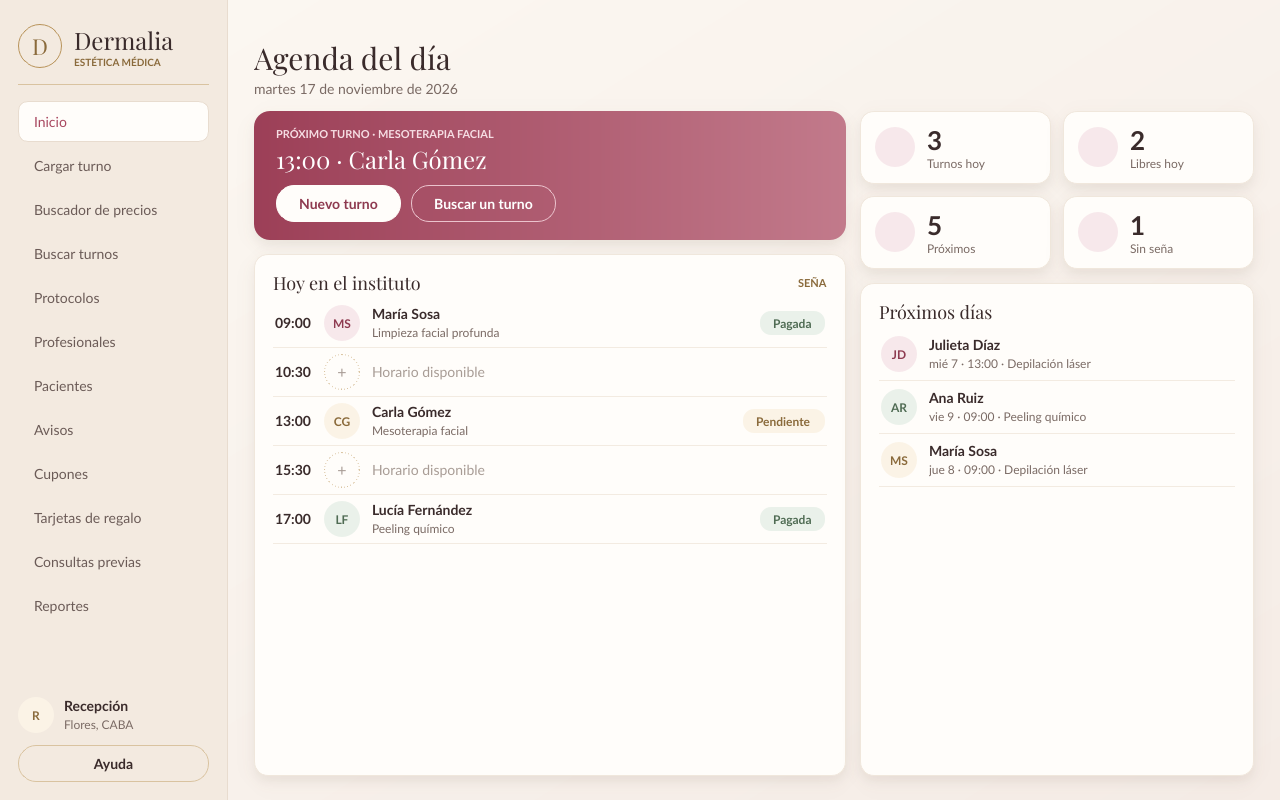 D
Dermalia
ESTÉTICA MÉDICA
Inicio
Cargar turno
Buscador de precios
Buscar turnos
Protocolos
Profesionales
Pacientes
Avisos
Cupones
Tarjetas de regalo
Consultas previas
Reportes
R
Recepción
Flores, CABA
Ayuda
Agenda del día
martes 17 de noviembre de 2026
PRÓXIMO TURNO · MESOTERAPIA FACIAL
13:00 · Carla Gómez
Nuevo turno
Buscar un turno
3
Turnos hoy
2
Libres hoy
5
Próximos
1
Sin seña
Hoy en el instituto
SEÑA
09:00
MS
María Sosa
Limpieza facial profunda
Pagada
10:30
+
Horario disponible
13:00
CG
Carla Gómez
Mesoterapia facial
Pendiente
15:30
+
Horario disponible
17:00
LF
Lucía Fernández
Peeling químico
Pagada
Próximos días
JD
Julieta Díaz
mié 7 · 13:00 · Depilación láser
AR
Ana Ruiz
vie 9 · 09:00 · Peeling químico
MS
María Sosa
jue 8 · 09:00 · Depilación láser